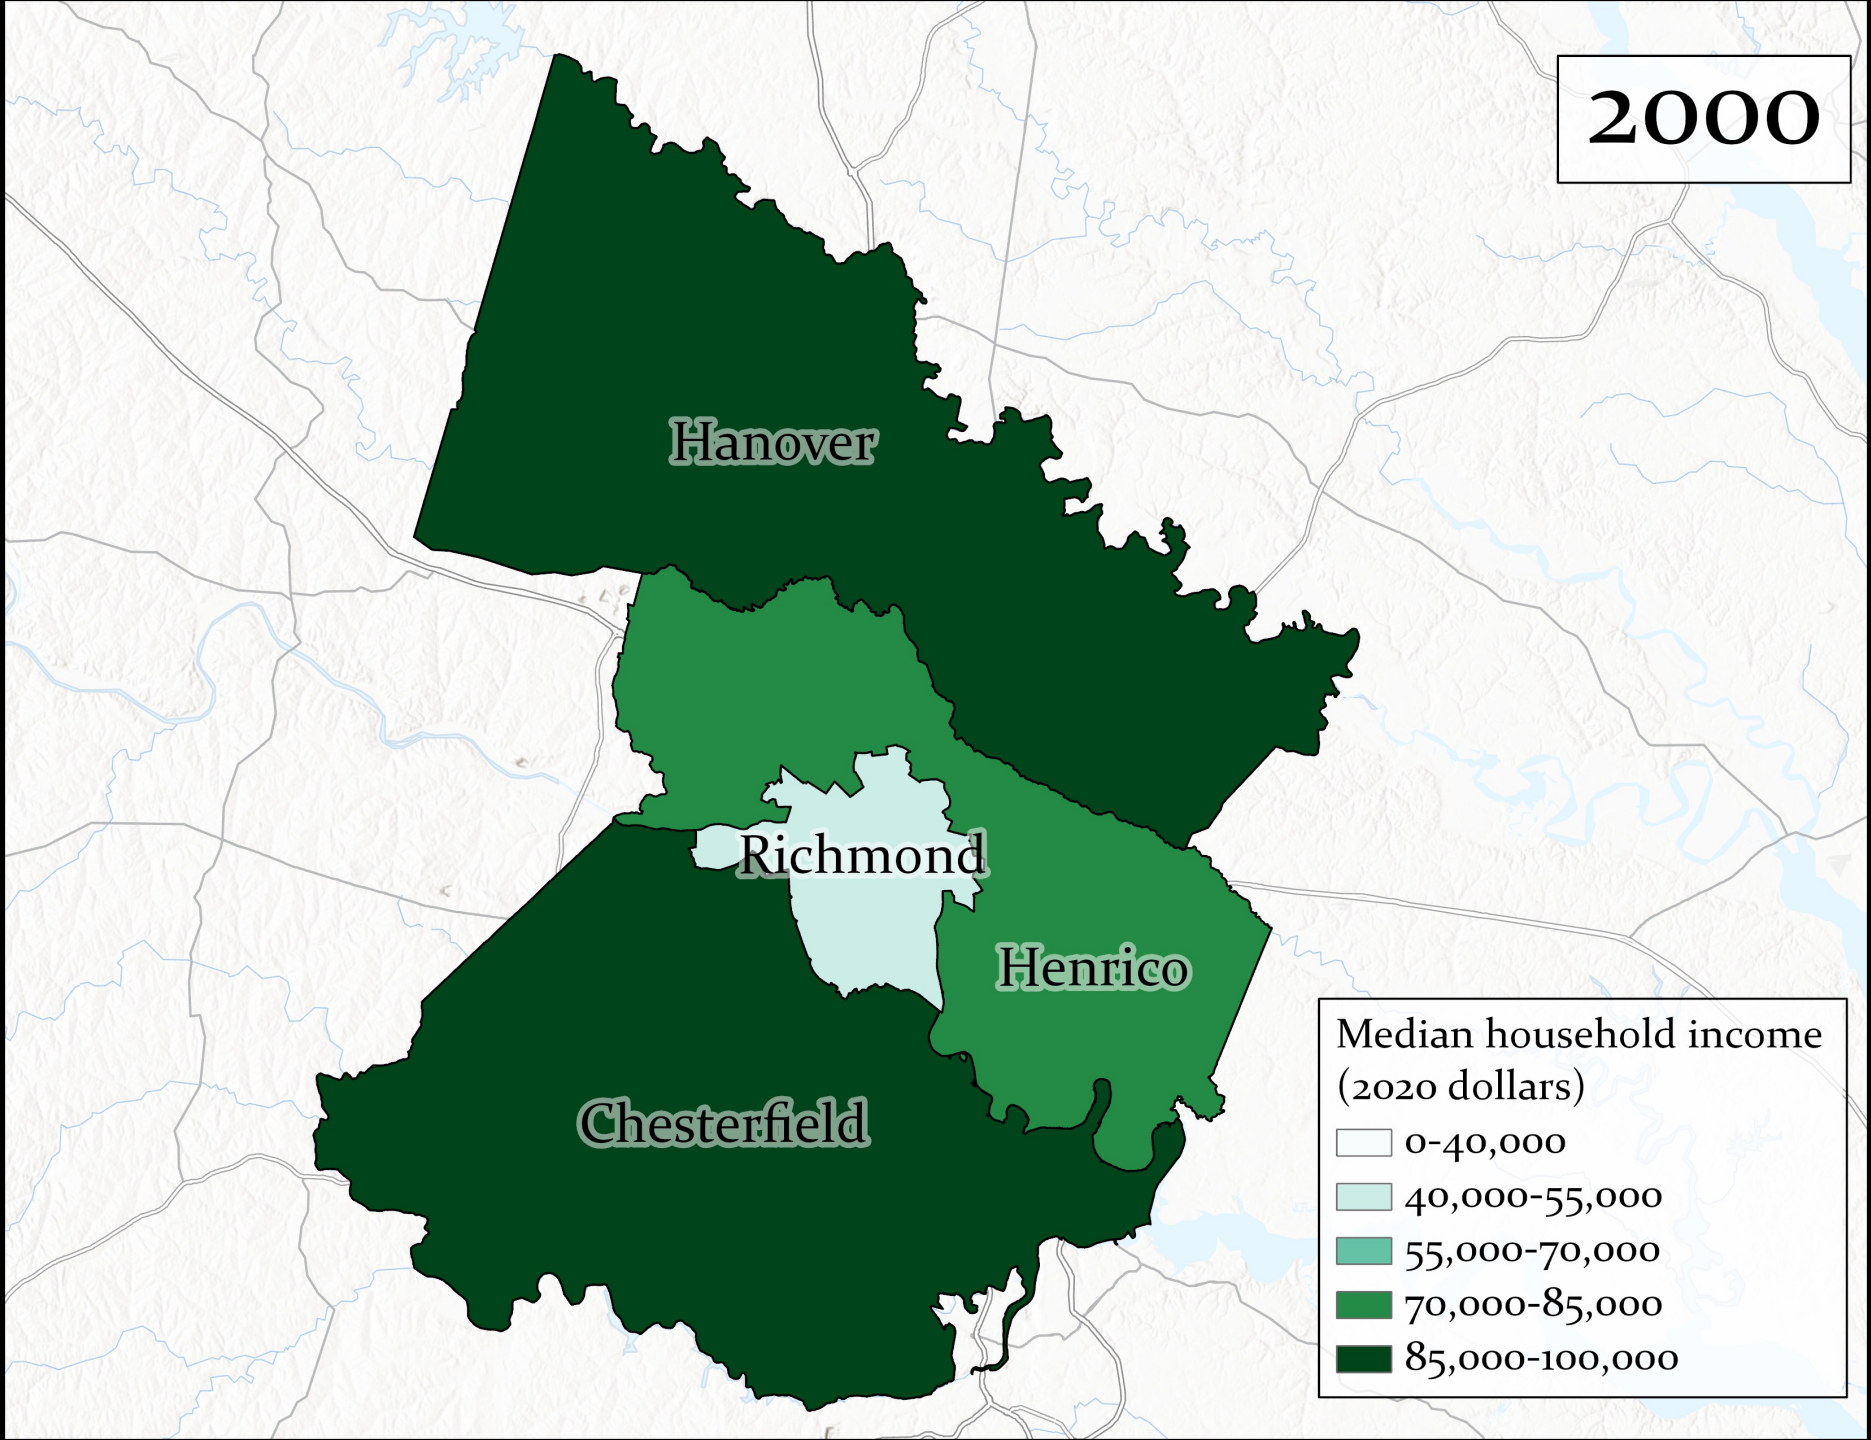 2000
Hanover
Richmond
Henrico
Chesterfield
Median household income
(2020 dollars)
0-40,000
40,000-55,000
55,000-70,000
70,000-85,000
85,000-100,000